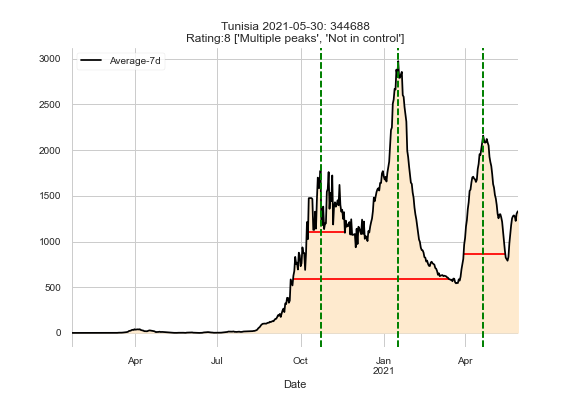 Tunisia 2021-05-30: 344688
Rating:8 ['Multiple peaks', 'Not in control']
Average-7d
3000
2500
2000
1500
1000
500
0
Apr
Jul
Oct
Jan
2021
Apr
Date